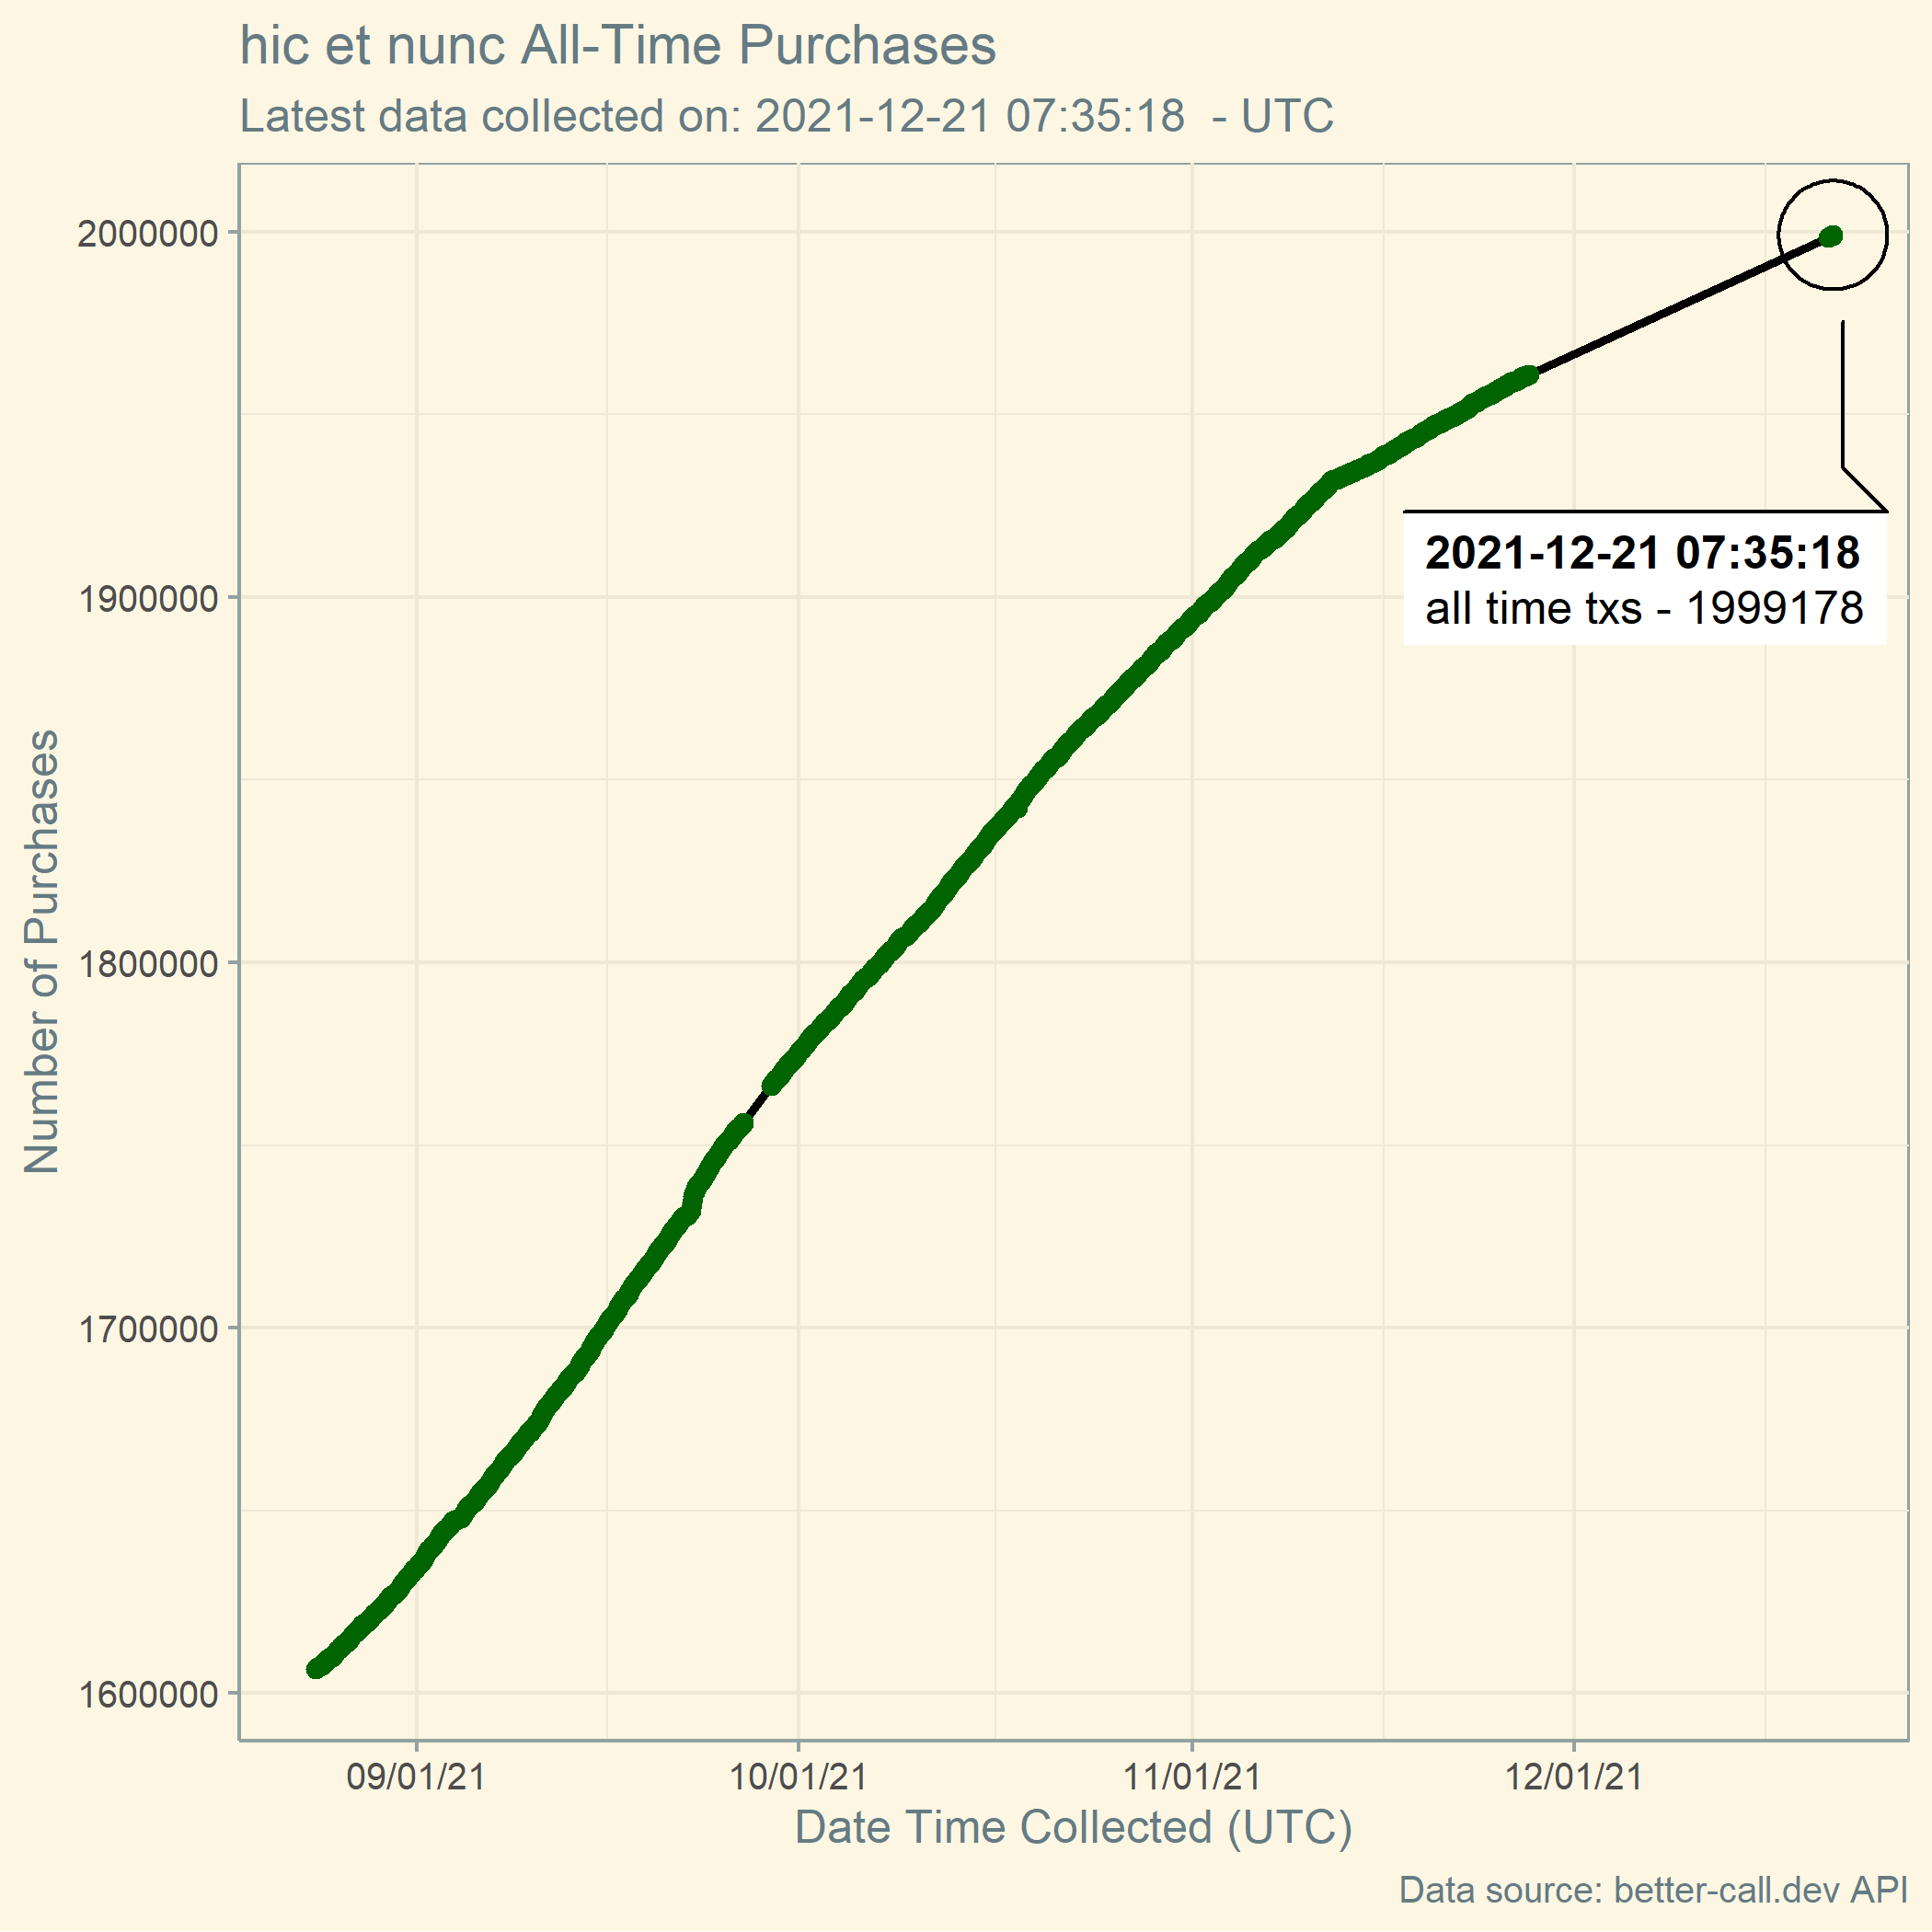 hic et nunc All-Time Purchases
Latest data collected on: 2021-12-21 07:35:18  - UTC
2000000
1900000
1800000
1700000
1600000
Number of Purchases
2021-12-21 07:35:18
all time txs - 1999178
09/01/21
10/01/21
11/01/21
12/01/21
Date Time Collected (UTC)
Data source: better-call.dev API